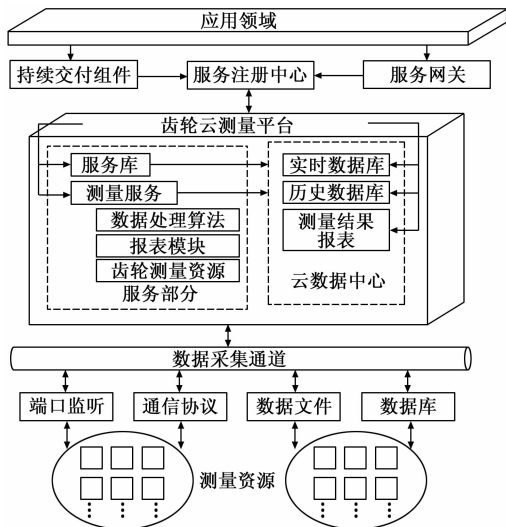 应用领域
持续交付组件
服务注册中心
服务网关
齿轮云测量平台
服务库
测量服务
数据处理算法
报表模块
齿轮测量资源
服务部分
实时数据库
历史数据库
测量结果
报表
云数据中心
数据采集通道
端口监听
通信协议
数据文件
数据库
测量资源